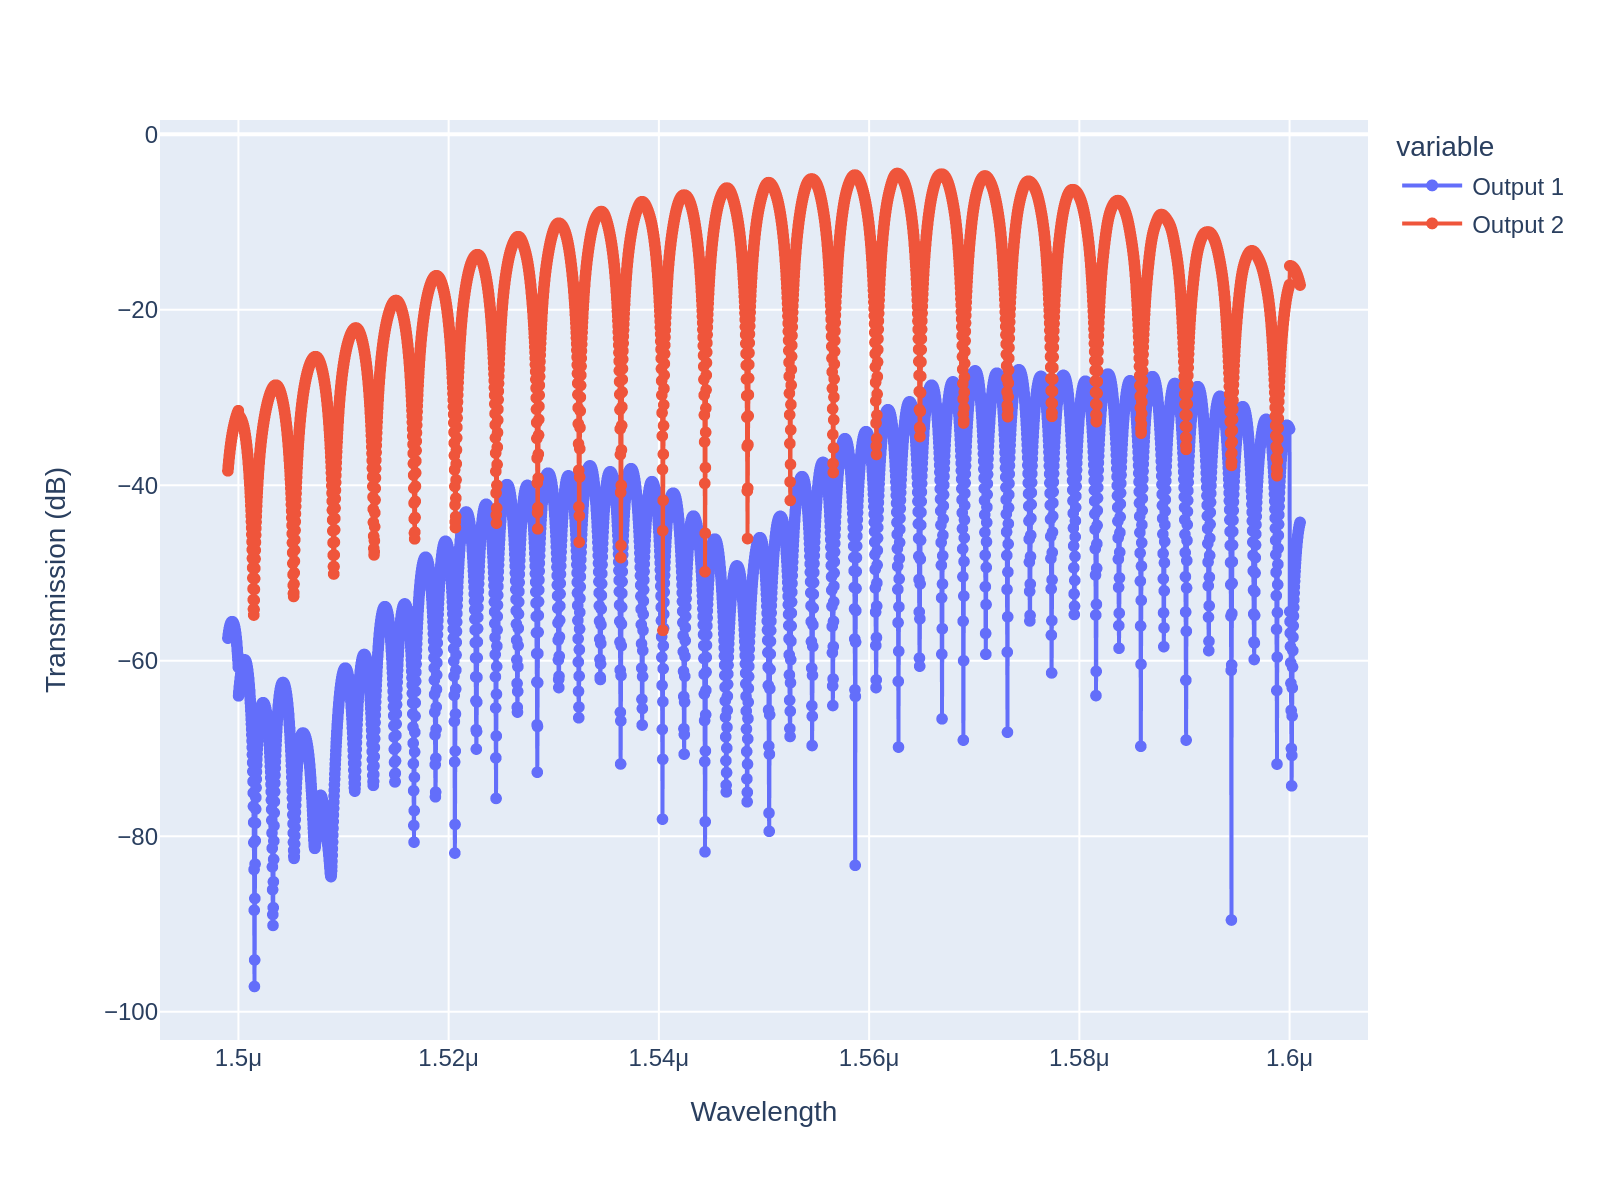 0
−20
−40
−60
−80
−100
1.5μ
1.52μ
1.54μ
1.56μ
1.58μ
1.6μ
Wavelength
Transmission (dB)
variable
Output 1
Output 2